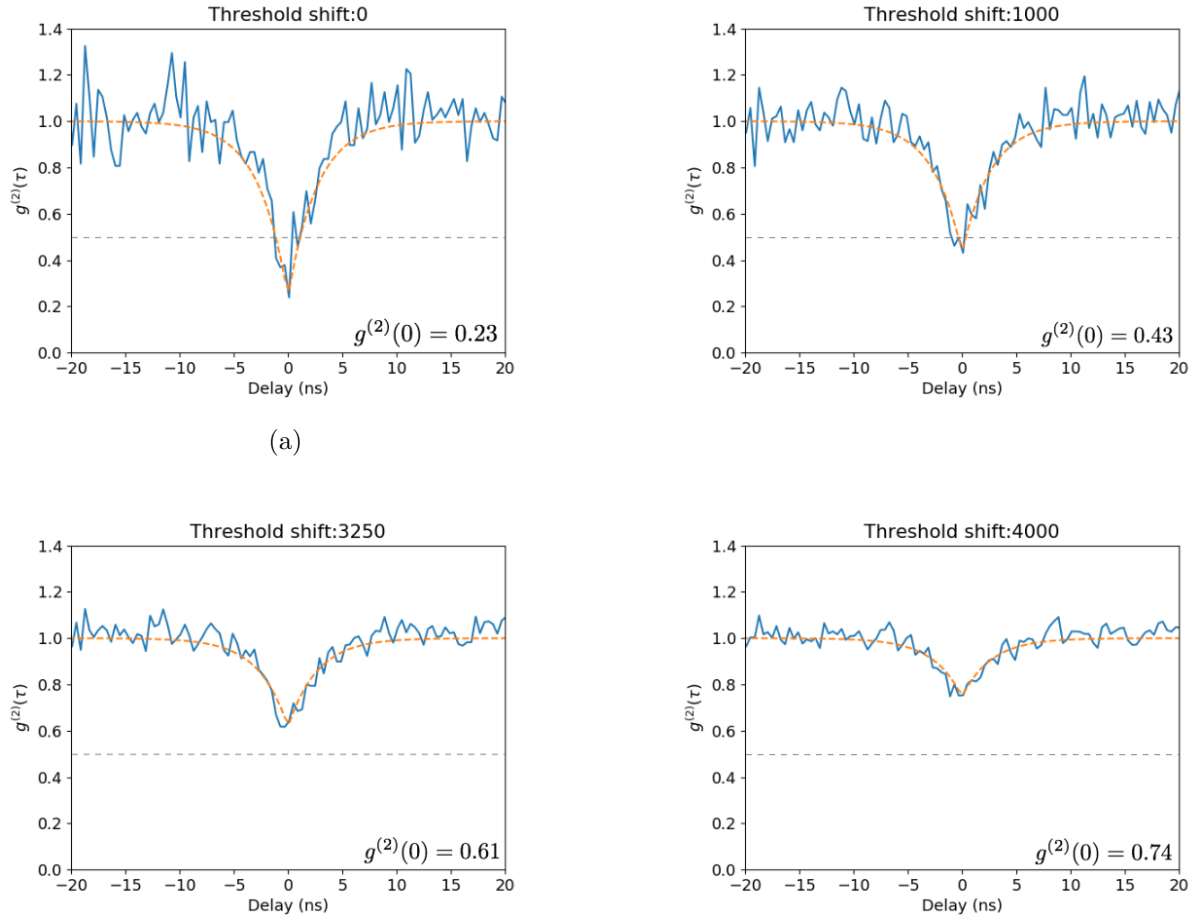 Threshold shift:0
1.4
1.2
1.0
0.8
0.6
0.4
0.2
0.0
g^{(2)}(τ)
g^{(2)}(0) = 0.23
−20 −15 −10 −5 0 5 10 15 20
Delay (ns)
(a)
Threshold shift:1000
1.4
1.2
1.0
0.8
0.6
0.4
0.2
0.0
g^{(2)}(τ)
g^{(2)}(0) = 0.43
−20 −15 −10 −5 0 5 10 15 20
Delay (ns)
Threshold shift:3250
1.4
1.2
1.0
0.8
0.6
0.4
0.2
0.0
g^{(2)}(τ)
g^{(2)}(0) = 0.61
−20 −15 −10 −5 0 5 10 15 20
Delay (ns)
Threshold shift:4000
1.4
1.2
1.0
0.8
0.6
0.4
0.2
0.0
g^{(2)}(τ)
g^{(2)}(0) = 0.74
−20 −15 −10 −5 0 5 10 15 20
Delay (ns)